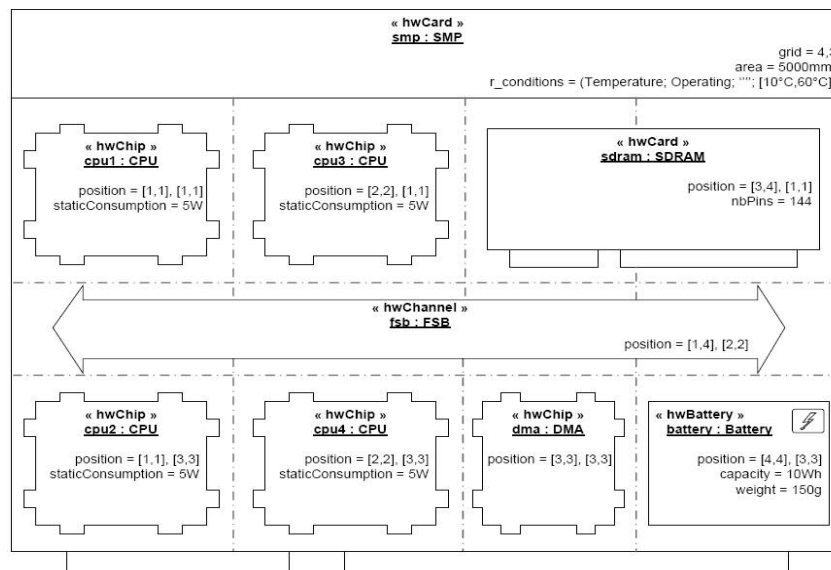 « hwCard »
smp : SMP
grid = 4,3
area = 5000mm
r_conditions = (Temperature; Operating; “”; [10°C,60°C]
« hwChip »
cpu1 : CPU
position = [1,1], [1,1]
staticConsumption = 5W
« hwChip »
cpu3 : CPU
position = [2,2], [1,1]
staticConsumption = 5W
« hwCard »
sdram : SDRAM
position = [3,4], [1,1]
nbPins = 144
« hwChannel »
fsb : FSB
position = [1,4], [2,2]
« hwChip »
cpu2 : CPU
position = [1,1], [3,3]
staticConsumption = 5W
« hwChip »
cpu4 : CPU
position = [2,2], [3,3]
staticConsumption = 5W
« hwChip »
dma : DMA
position = [3,3], [3,3]
« hwBattery »
battery : Battery
position = [4,4], [3,3]
capacity = 10Wh
weight = 150g